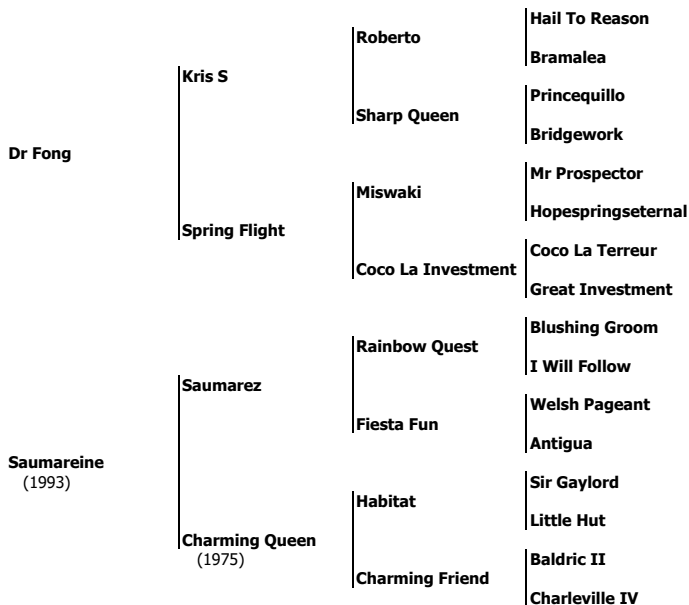 Hail To Reason
Roberto
Bramalea
Kris S
Princequillo
Sharp Queen
Bridgework
Dr Fong
Mr Prospector
Miswaki
Hopespringseternal
Spring Flight
Coco La Terreur
Coco La Investment
Great Investment
Blushing Groom
Rainbow Quest
I Will Follow
Saumarez
Welsh Pageant
Fiesta Fun
Antigua
Saumareine
(1993)
Sir Gaylord
Habitat
Little Hut
Charming Queen
(1975)
Baldric II
Charming Friend
Charleville IV